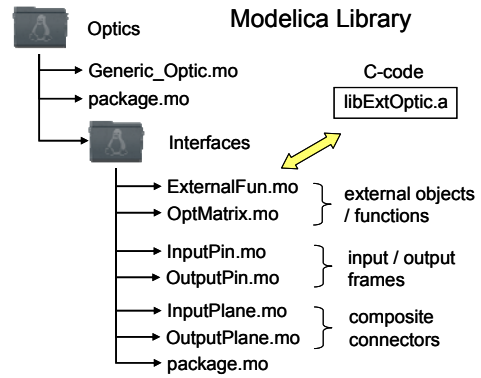 Modelica Library
Optics
Generic_Optic.mo
package.mo
C-code
libExtOptic.a
Interfaces
ExternalFun.mo
OptMatrix.mo
external objects
/ functions
InputPin.mo
OutputPin.mo
input / output
frames
InputPlane.mo
OutputPlane.mo
composite
connectors
package.mo